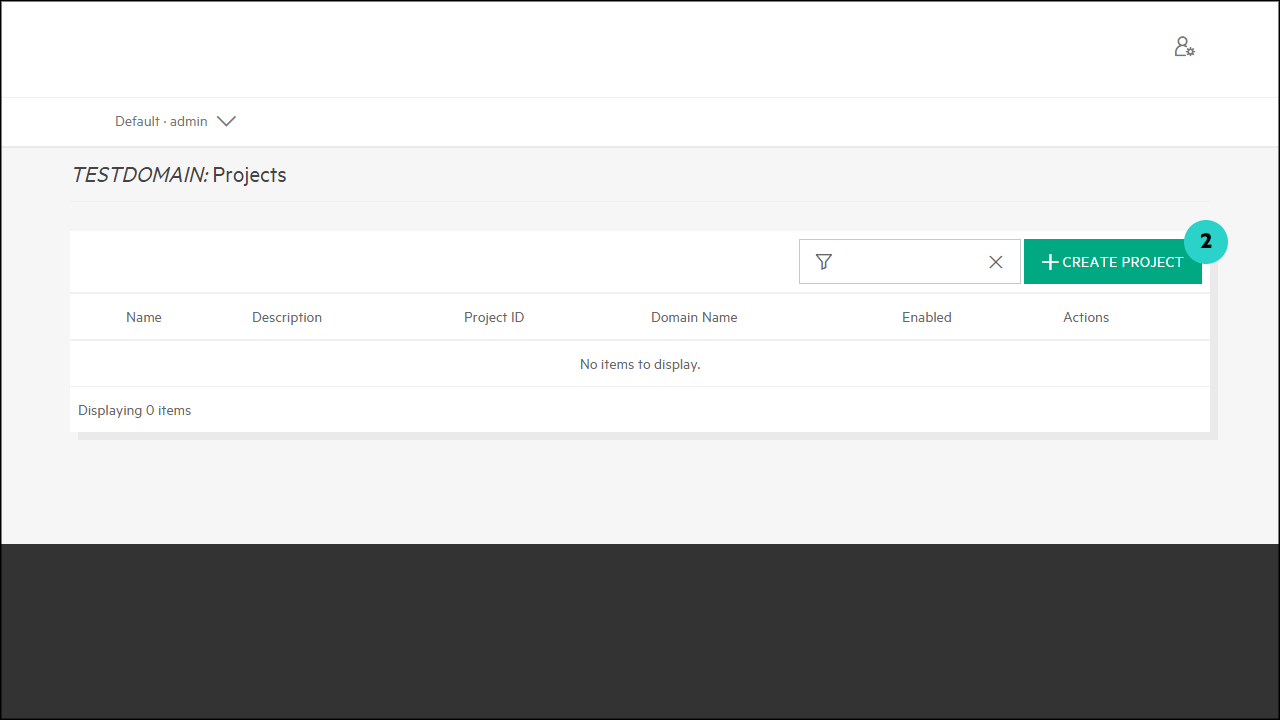 Default · admin
TESTDOMAIN: Projects
2
CREATE PROJECT
Name Description Project ID Domain Name Enabled Actions
No items to display.
Displaying 0 items